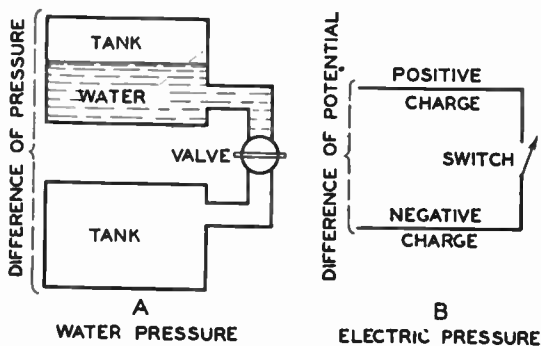 DIFFERENCE OF PRESSURE
TANK
WATER
VALVE
TANK
A
WATER PRESSURE
DIFFERENCE OF POTENTIAL
POSITIVE
CHARGE
SWITCH
NEGATIVE
CHARGE
B
ELECTRIC PRESSURE